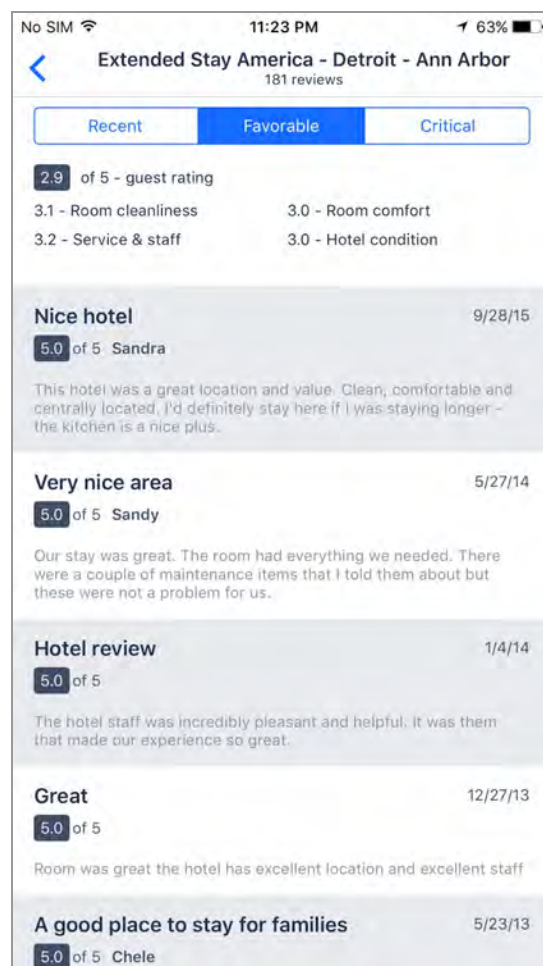 No SIM 11:23 PM 63%
Extended Stay America - Detroit - Ann Arbor
181 reviews
Recent Favorable Critical
2.9 of 5 - guest rating
3.1 - Room cleanliness 3.0 - Room comfort
3.2 - Service & staff 3.0 - Hotel condition
Nice hotel 9/28/15
5.0 of 5 Sandra
This hotel was a great location and value. Clean, comfortable and
centrally located. I'd definitely stay here if I was staying longer -
the kitchen is a nice plus.
Very nice area 5/27/14
5.0 of 5 Sandy
Our stay was great. The room had everything we needed. There
were a couple of maintenance items that I told them about but
these were not a problem for us.
Hotel review 1/4/14
5.0 of 5
The hotel staff was incredibly pleasant and helpful. It was them
that made our experience so great.
Great 12/27/13
5.0 of 5
Room was great the hotel has excellent location and excellent staff
A good place to stay for families 5/23/13
5.0 of 5 Chele